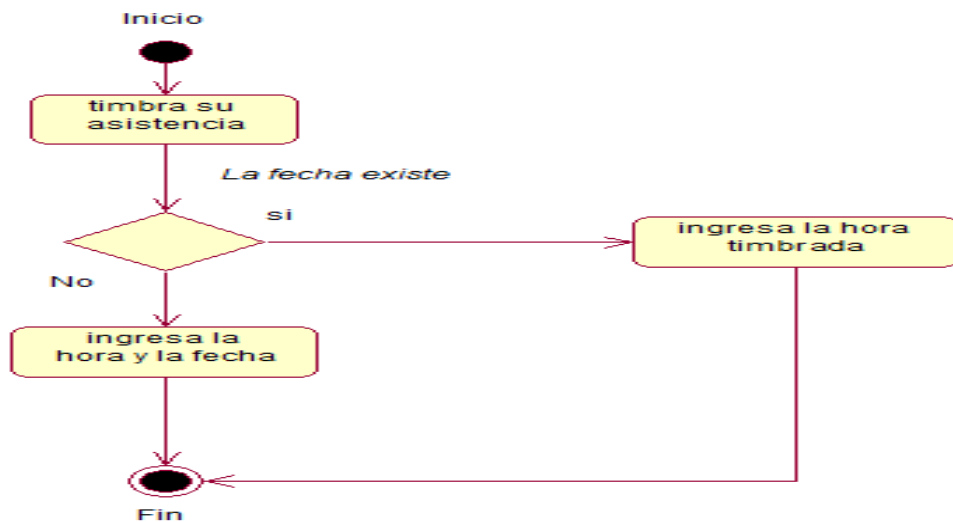 Inicio
timbra su
asistencia
La fecha existe
si
ingresa la hora
timbrada
No
ingresa la
hora y la fecha
Fin